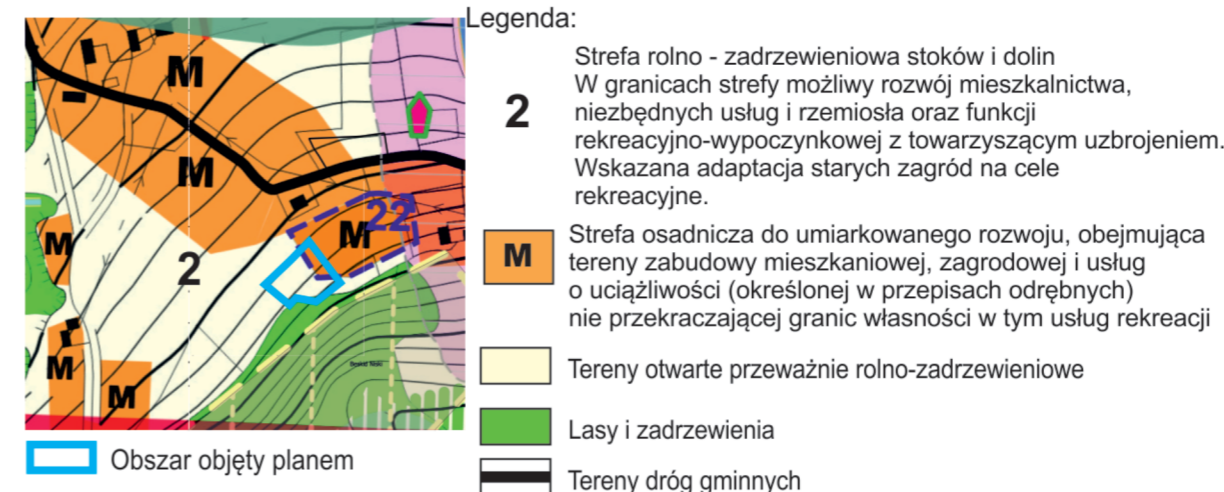 M
M
22
M
M
2
M
M
Obszar objęty planem
Legenda:
2
Strefa rolno - zadrzewieniowa stoków i dolin
W granicach strefy możliwy rozwój mieszkalnictwa,
niezbędnych usług i rzemiosła oraz funkcji
rekreacyjno-wypoczynkowej z towarzyszącym uzbrojeniem.
Wskazana adaptacja starych zagród na cele
rekreacyjne.
M
Strefa osadnicza do umiarkowanego rozwoju, obejmująca
tereny zabudowy mieszkaniowej, zagrodowej i usług
o uciążliwości (określonej w przepisach odrębnych)
nie przekraczającej granic własności w tym usług rekreacji
Tereny otwarte przeważnie rolno-zadrzewieniowe
Lasy i zadrzewienia
Tereny dróg gminnych